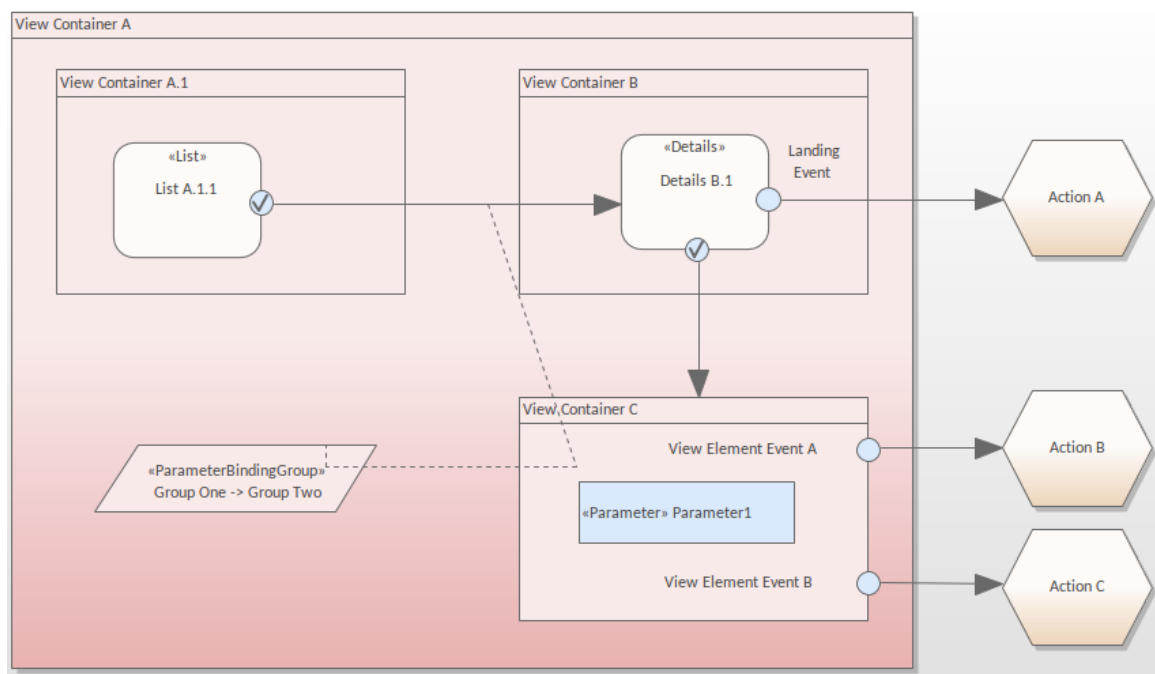 View Container A
View Container A.1
View Container B
«List»
List A.1.1
«Details»
Details B.1
Landing
Event
Action A
View Container C
View Element Event A
Action B
«ParameterBindingGroup»
Group One -> Group Two
«Parameter» Parameter1
View Element Event B
Action C